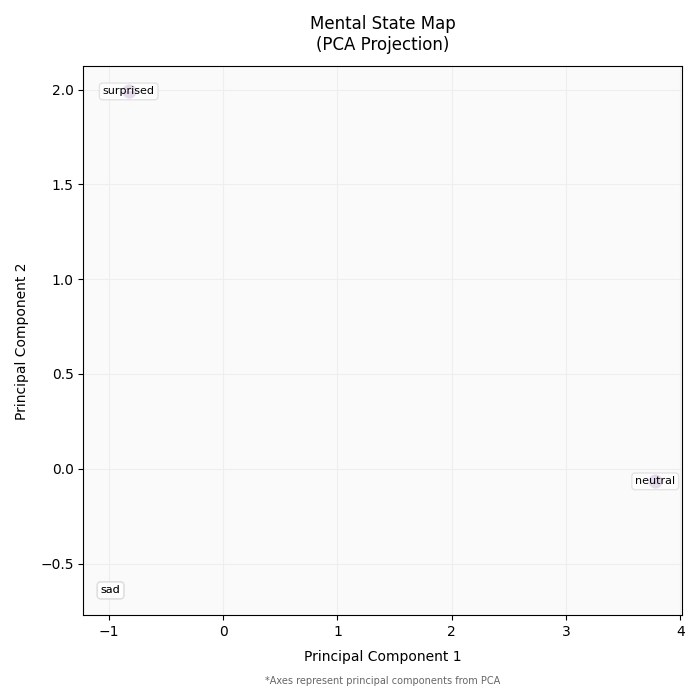 Mental State Map
(PCA Projection)
2.0
1.5
1.0
0.5
0.0
−0.5
Principal Component 2
surprised
neutral
sad
−1
0
1
2
3
4
Principal Component 1
*Axes represent principal components from PCA